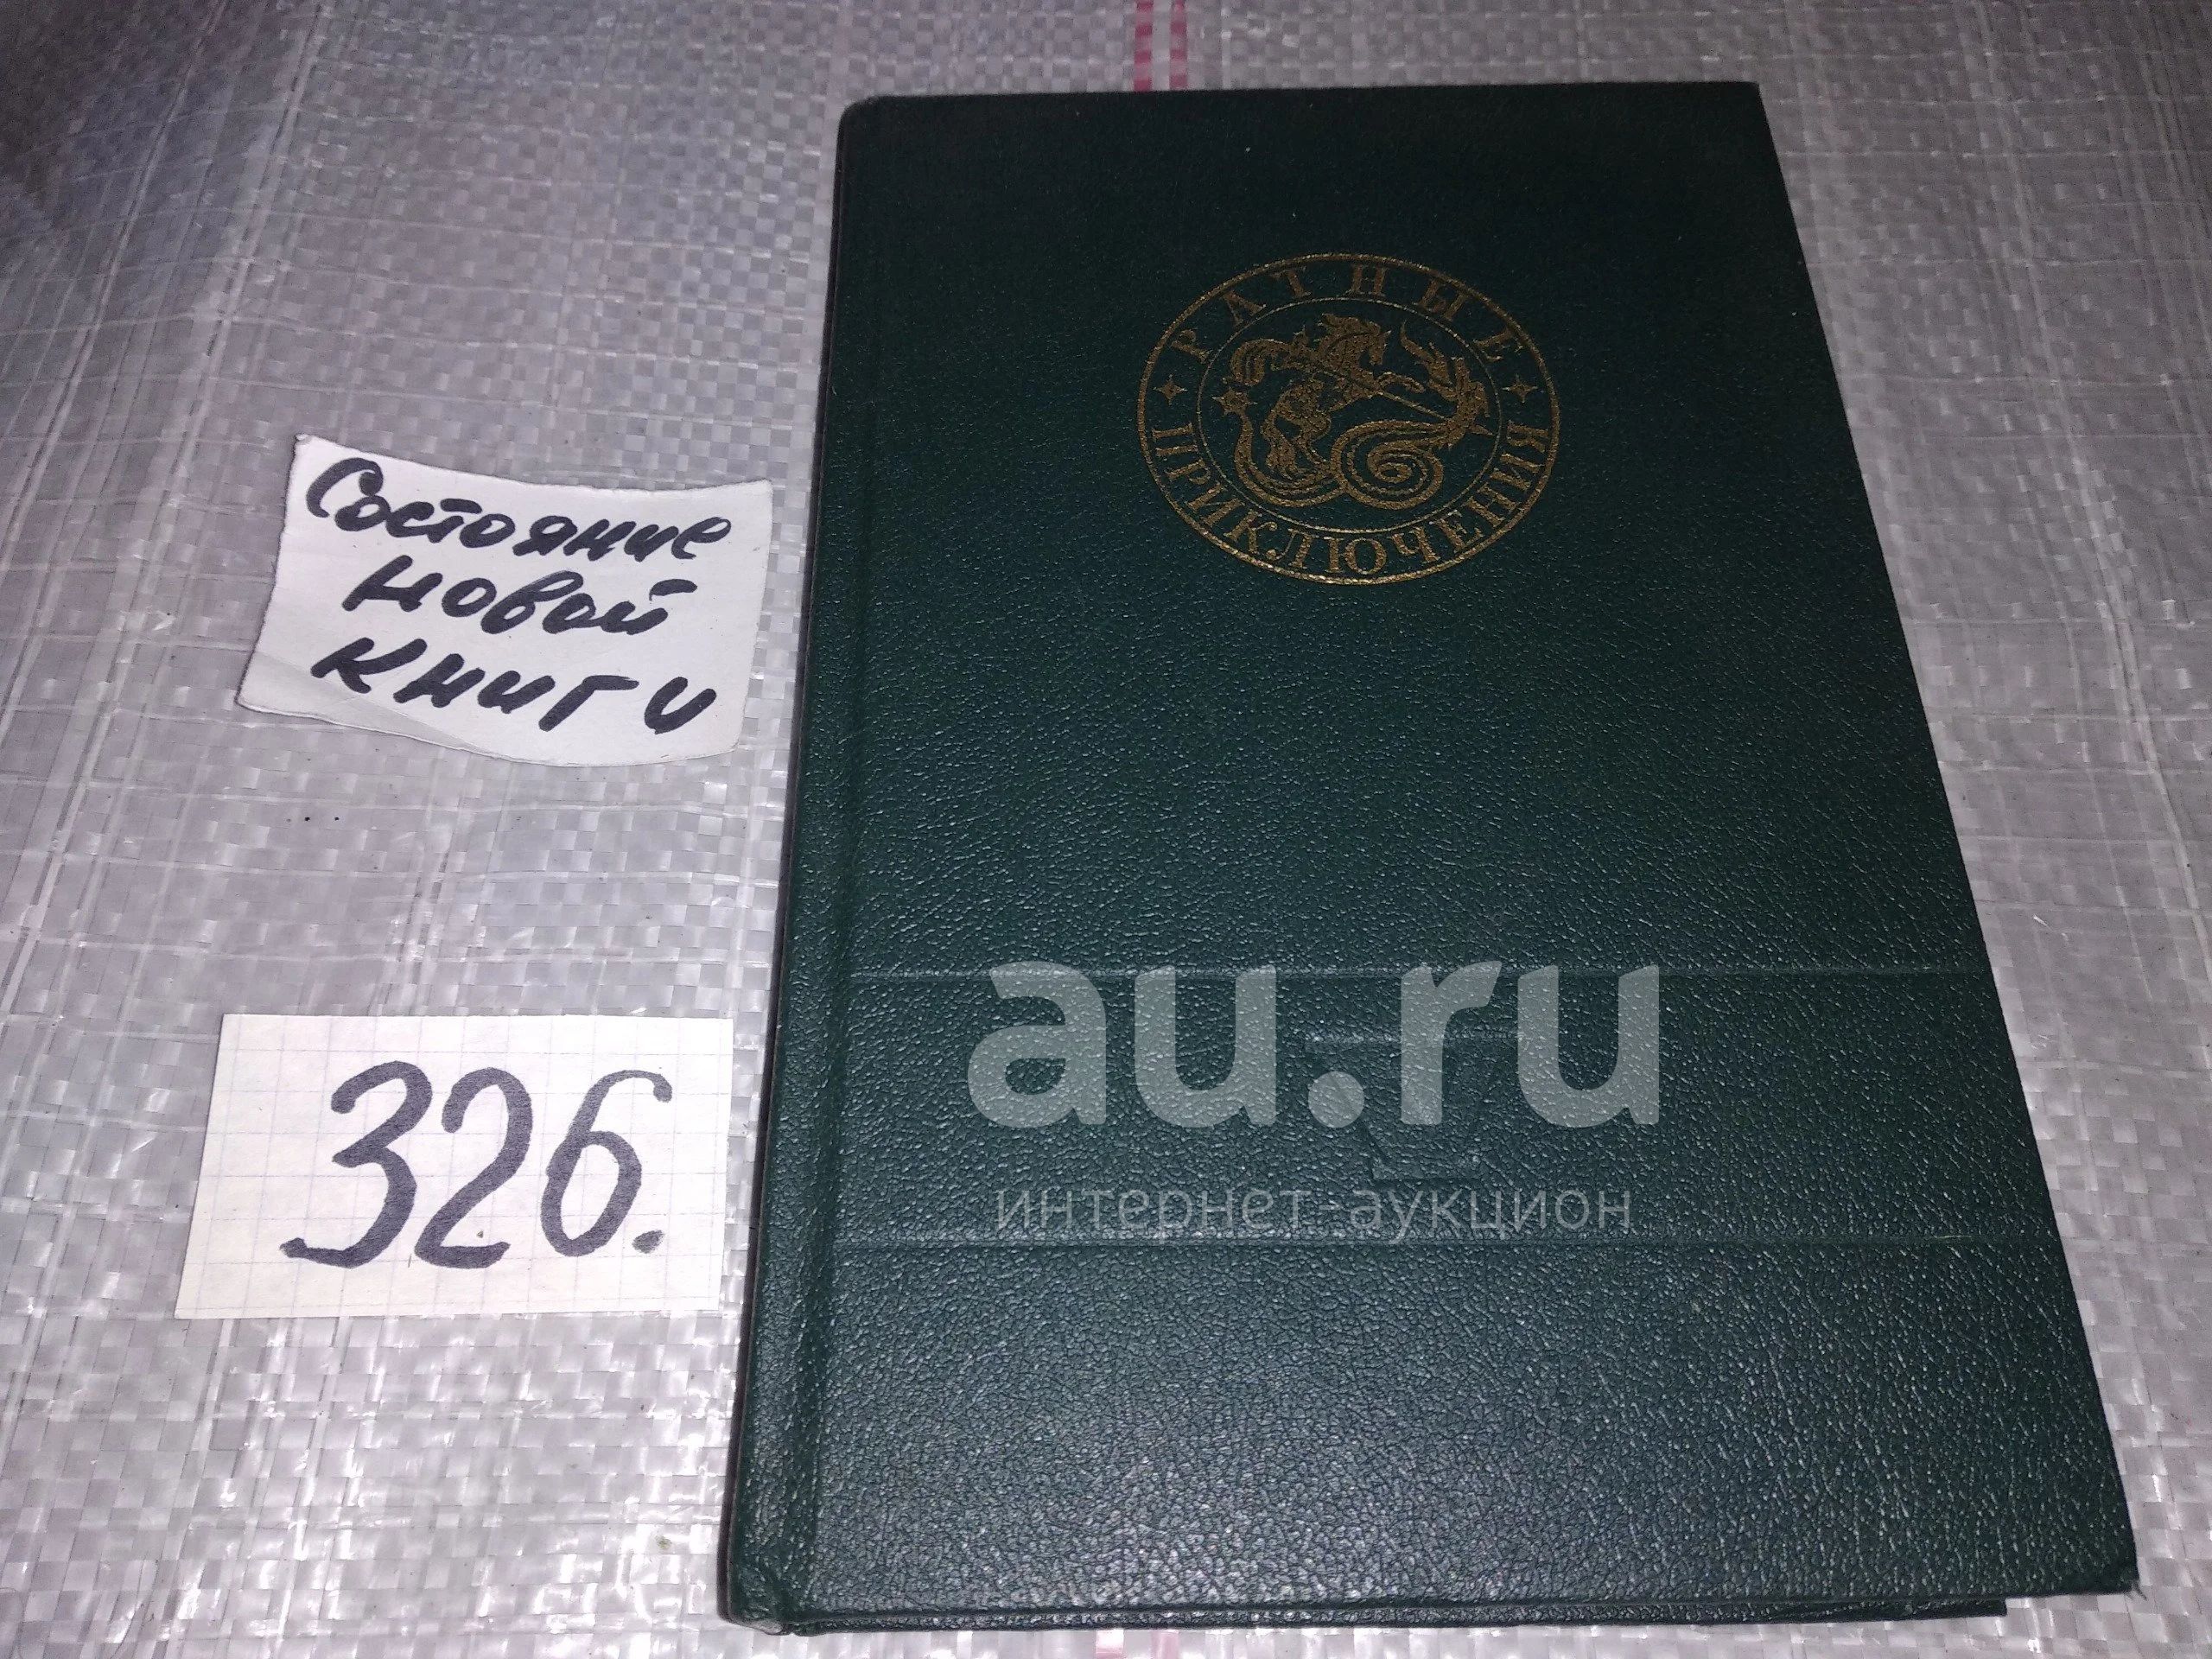 РАТНЫЕ
ПРИКЛЮЧЕНИЯ
Состояние
новой
книги
326.
au.ru
интернет-аукцион